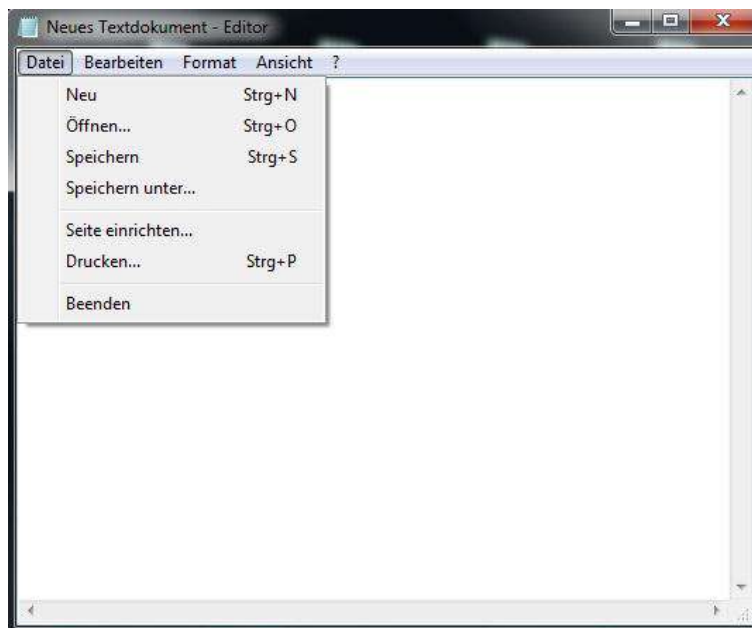 Neues Textdokument - Editor
Datei Bearbeiten Format Ansicht ?
Neu Strg+N
Öffnen... Strg+O
Speichern Strg+S
Speichern unter...
Seite einrichten...
Drucken... Strg+P
Beenden